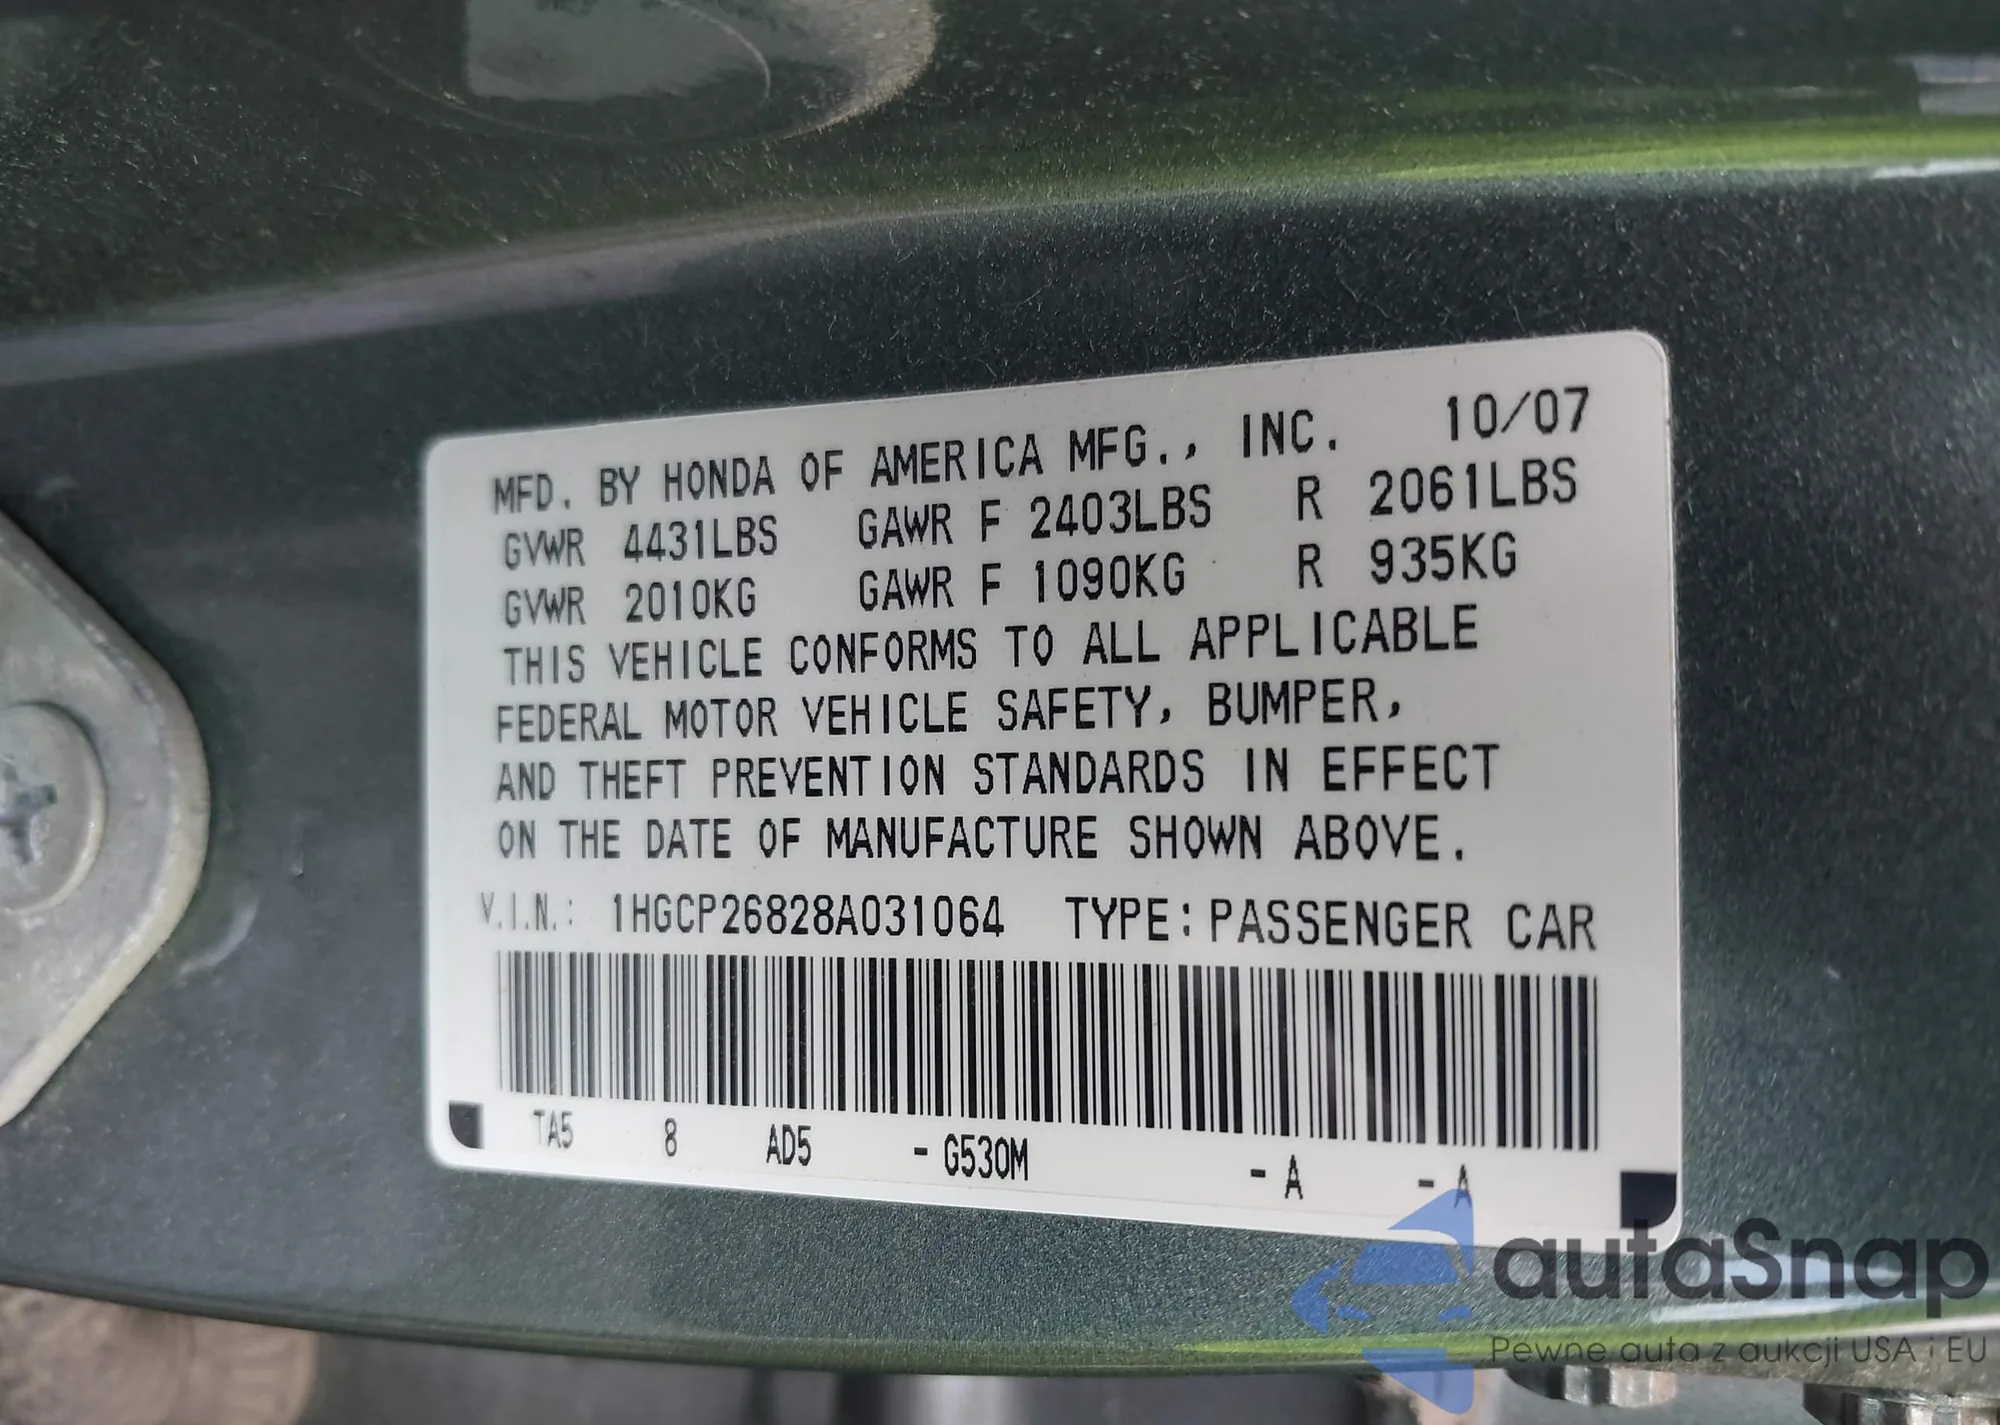 MFD. BY HONDA OF AMERICA MFG., INC. 10/07
GVWR 4431LBS GAWR F 2403LBS R 2061LBS
GVWR 2010KG GAWR F 1090KG R 935KG
THIS VEHICLE CONFORMS TO ALL APPLICABLE
FEDERAL MOTOR VEHICLE SAFETY, BUMPER,
AND THEFT PREVENTION STANDARDS IN EFFECT
ON THE DATE OF MANUFACTURE SHOWN ABOVE.
V.I.N.: 1HGCP26828A031064 TYPE: PASSENGER CAR
TA5 8 AD5 - G530M - A - A
autaSnap
Pewne auta z aukcji USA i EU